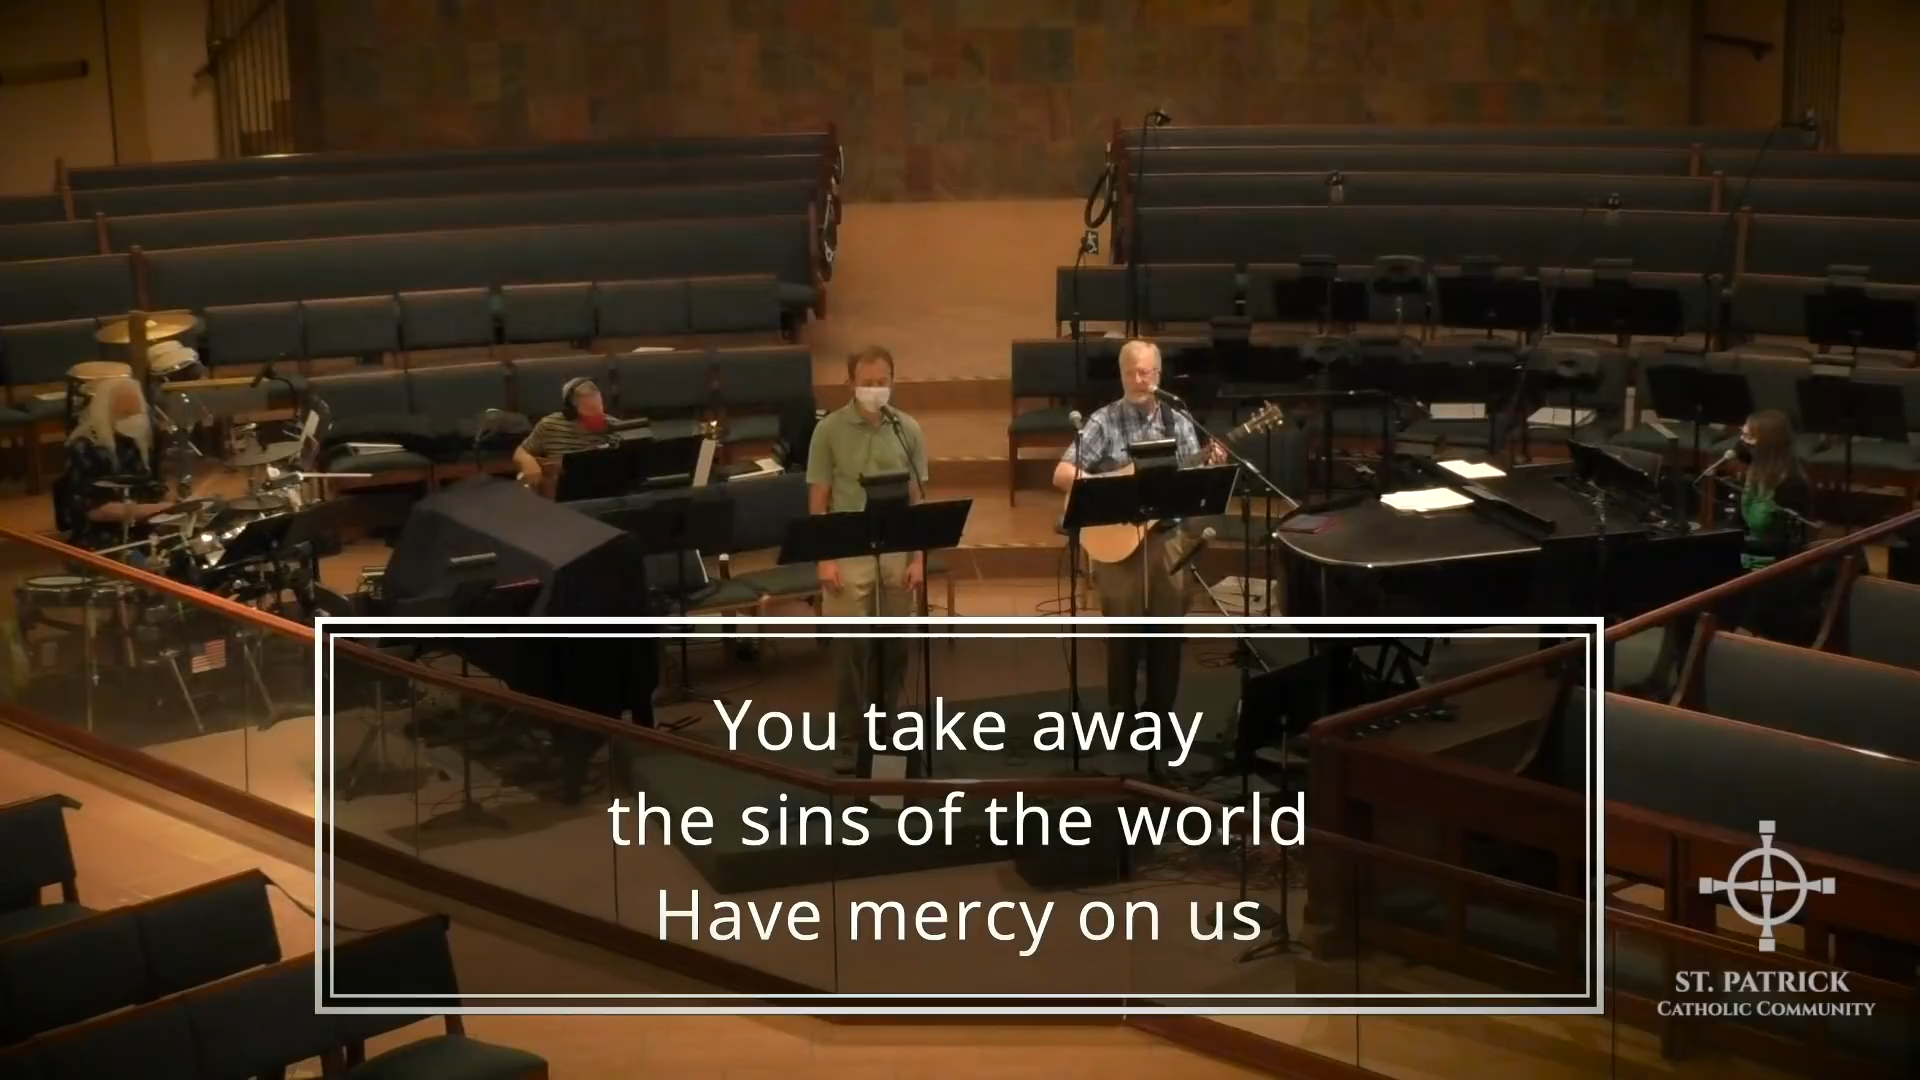 You take away
the sins of the world
Have mercy on us
ST. PATRICK
CATHOLIC COMMUNITY